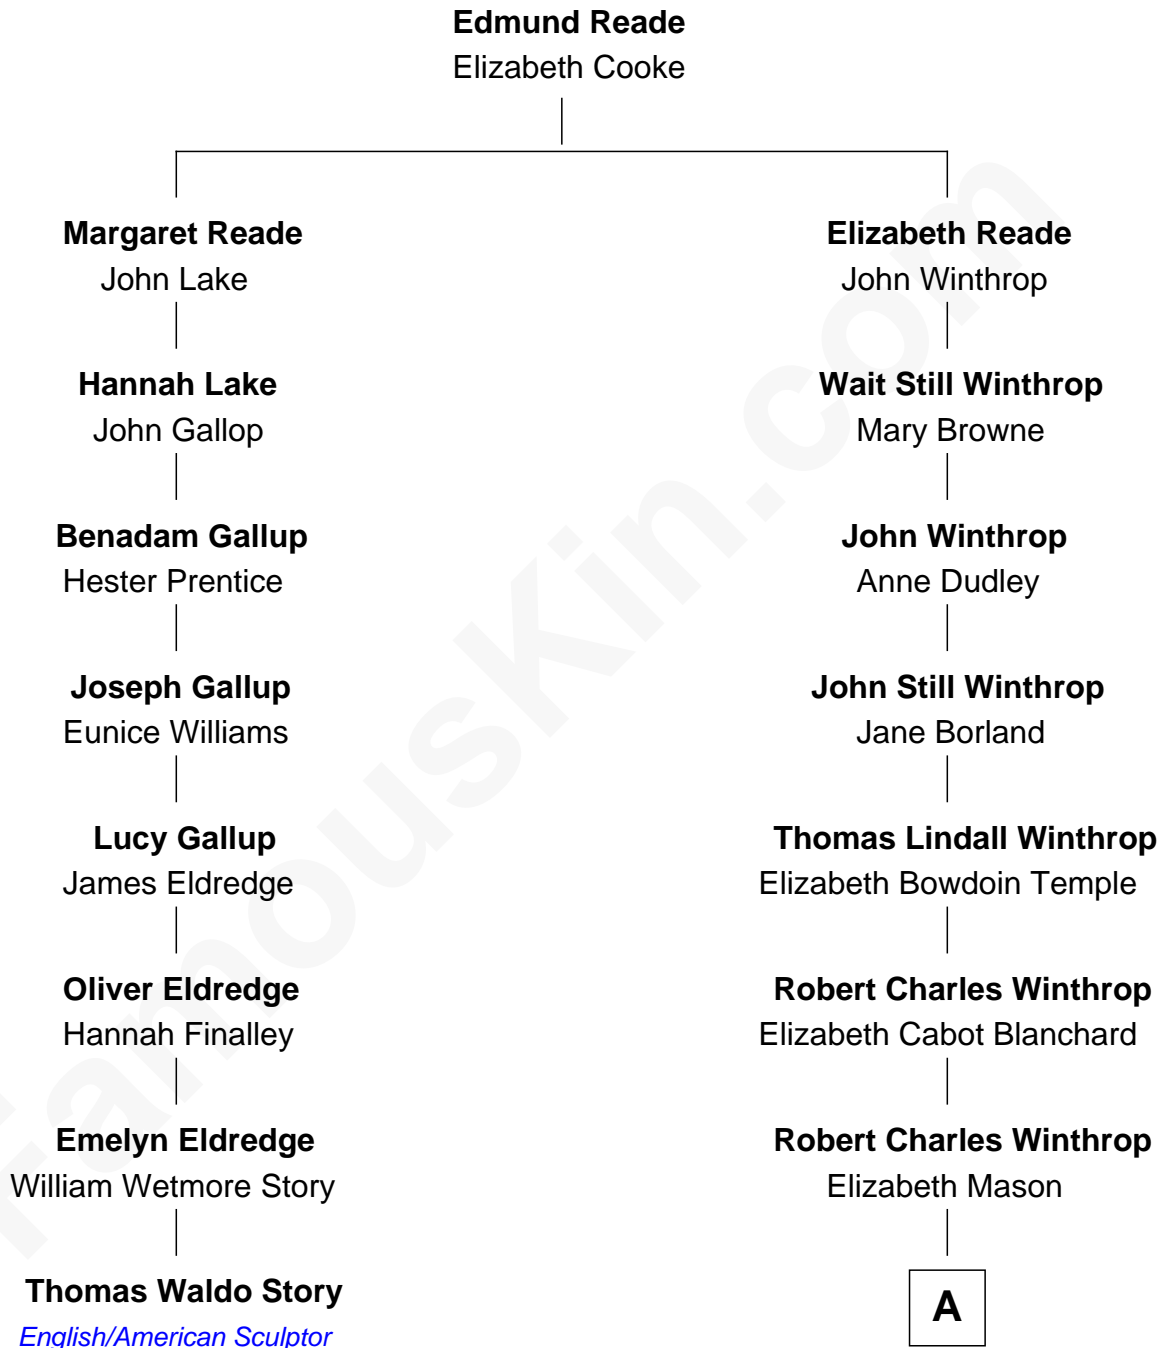 Edmund Reade
Elizabeth Cooke
Margaret Reade
John Lake
Hannah Lake
John Gallop
Benadam Gallup
Hester Prentice
Joseph Gallup
Eunice Williams
Lucy Gallup
James Eldredge
Oliver Eldredge
Hannah Finalley
Emelyn Eldredge
William Wetmore Story
Thomas Waldo Story
English/American Sculptor
Elizabeth Reade
John Winthrop
Wait Still Winthrop
Mary Browne
John Winthrop
Anne Dudley
John Still Winthrop
Jane Borland
Thomas Lindall Winthrop
Elizabeth Bowdoin Temple
Robert Charles Winthrop
Elizabeth Cabot Blanchard
Robert Charles Winthrop
Elizabeth Mason
A
FamousKin.com